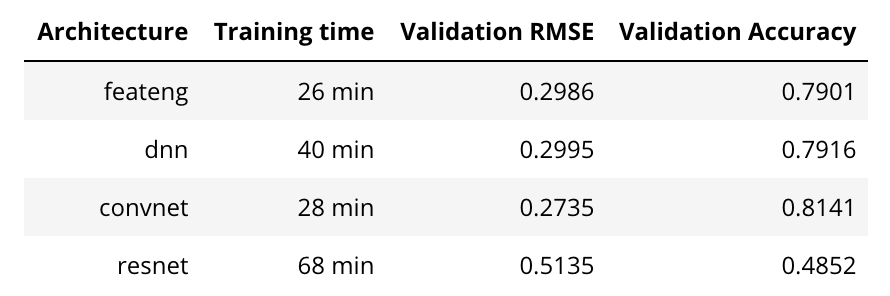 Architecture Training time Validation RMSE Validation Accuracy
feateng 26 min 0.2986 0.7901
dnn 40 min 0.2995 0.7916
convnet 28 min 0.2735 0.8141
resnet 68 min 0.5135 0.4852